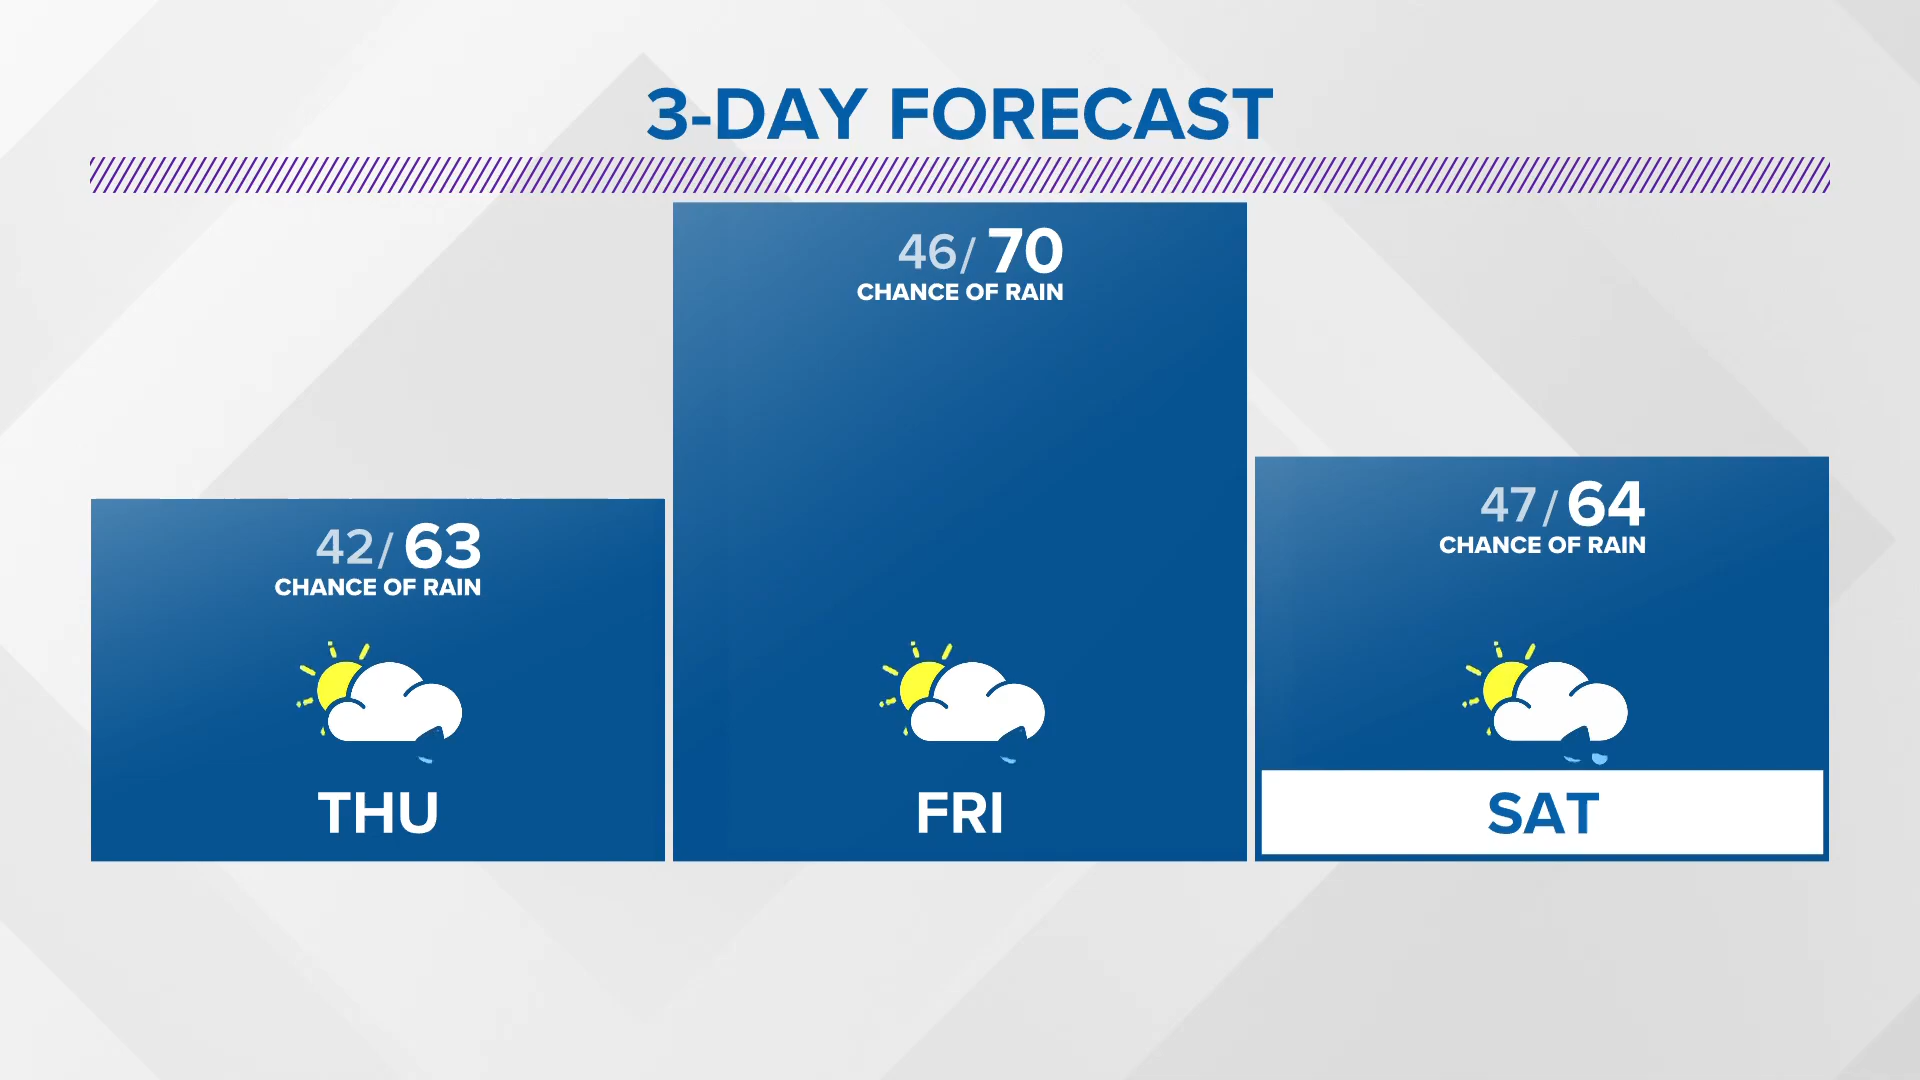 3-DAY FORECAST
42/ 63
CHANCE OF RAIN
THU
46/ 70
CHANCE OF RAIN
FRI
47/ 64
CHANCE OF RAIN
SAT